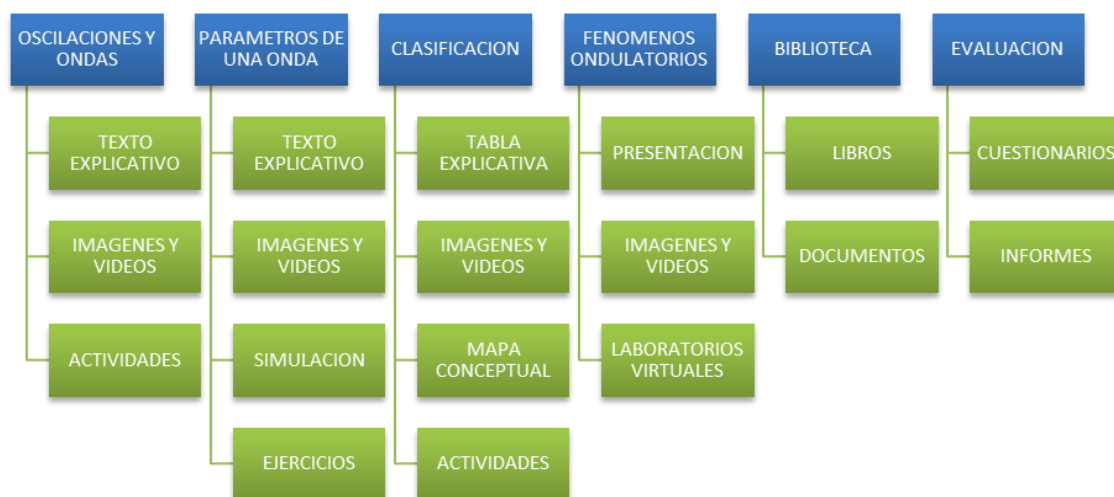 OSCILACIONES Y
ONDAS
PARAMETROS DE
UNA ONDA
CLASIFICACION
FENOMENOS
ONDULATORIOS
BIBLIOTECA
EVALUACION
TEXTO
EXPLICATIVO
TEXTO
EXPLICATIVO
TABLA
EXPLICATIVA
PRESENTACION
LIBROS
CUESTIONARIOS
IMAGENES Y
VIDEOS
IMAGENES Y
VIDEOS
IMAGENES Y
VIDEOS
IMAGENES Y
VIDEOS
DOCUMENTOS
INFORMES
ACTIVIDADES
SIMULACION
MAPA
CONCEPTUAL
LABORATORIOS
VIRTUALES
EJERCICIOS
ACTIVIDADES